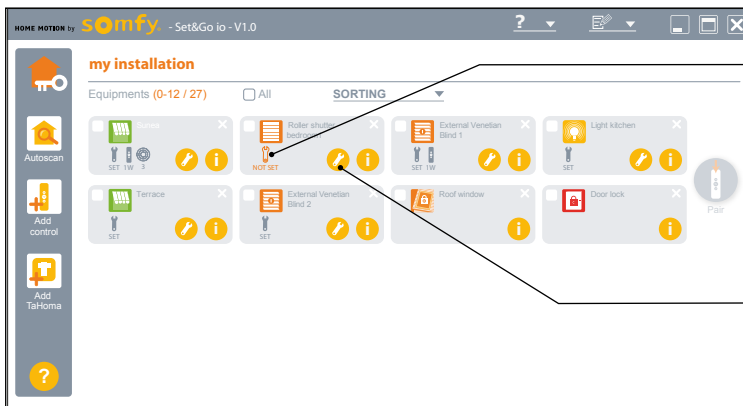 HOME MOTION by somfy. - Set&Go io - V1.0 ?
my installation
Equipments (0-12 / 27) All SORTING
Roller shutter bedroom
NOT SET
External Venetian
Blind 1
SET 1W
Light kitchen
SET
SET 1W 3
Autoscan
Terrace
SET
External Venetian
Blind 2
SET
Roof window
Door lock
Pair
Add
control
Add
TaHoma
?